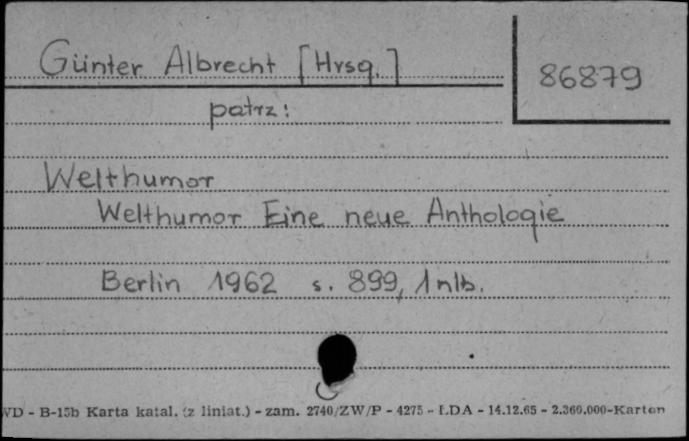 Günter Albrecht [Hrsg.]
86879
patrz:
Welthumor
Welthumor Eine neue Anthologie
Berlin 1962 s. 899, 1 nlb.
WD - B-15b Karta katal. (z liniat.) - zam. 2740/ZW/P - 4275 - LDA - 14.12.65 - 2.360.000-Karton